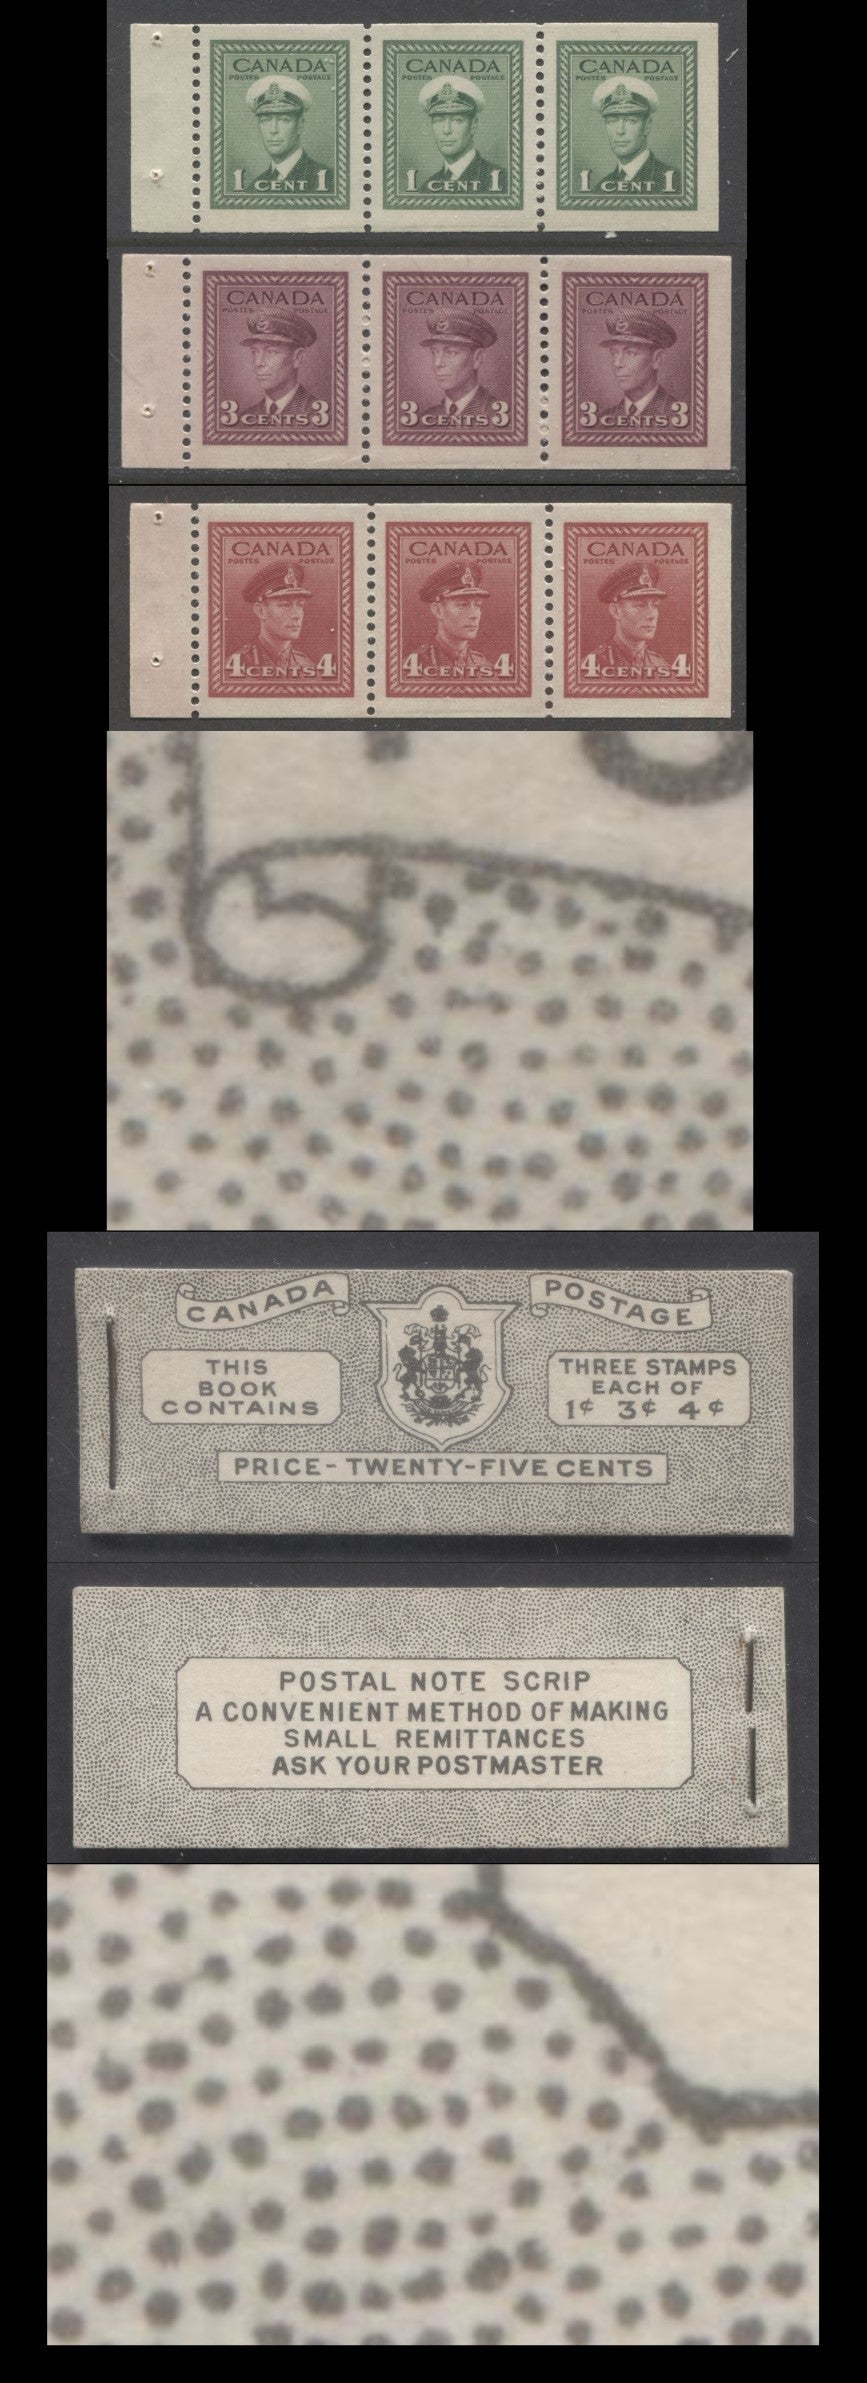 CANADA CANADA CANADA
POSTES POSTAGE POSTES POSTAGE POSTES POSTAGE
1 CENT 1 1 CENT 1 1 CENT 1
CANADA CANADA CANADA
POSTES POSTAGE POSTES POSTAGE POSTES POSTAGE
3 CENTS 3 3 CENTS 3 3 CENTS 3
CANADA CANADA CANADA
POSTES POSTAGE POSTES POSTAGE POSTES POSTAGE
4 CENTS 4 4 CENTS 4 4 CENTS 4
CANADA POSTAGE
THIS
BOOK
CONTAINS
THREE STAMPS
EACH OF
1¢ 3¢ 4¢
PRICE - TWENTY-FIVE CENTS
POSTAL NOTE SCRIP
A CONVENIENT METHOD OF MAKING
SMALL REMITTANCES
ASK YOUR POSTMASTER